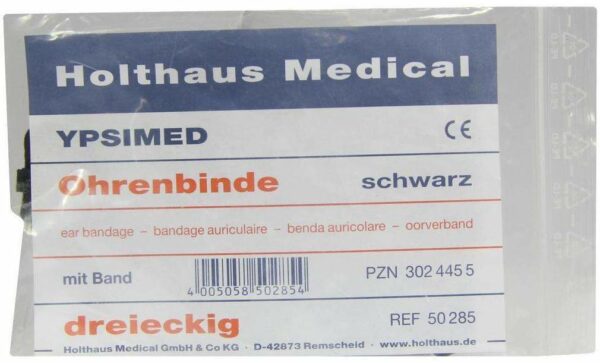 Holthaus Medical
YPSIMED CE
Ohrenbinde schwarz
ear bandage – bandage auriculaire – benda auricolare – oorverband
mit Band PZN 302 445 5
4 005058 502854
dreieckig REF 50 285
Holthaus Medical GmbH & Co KG · D-42873 Remscheid · www.holthaus.de